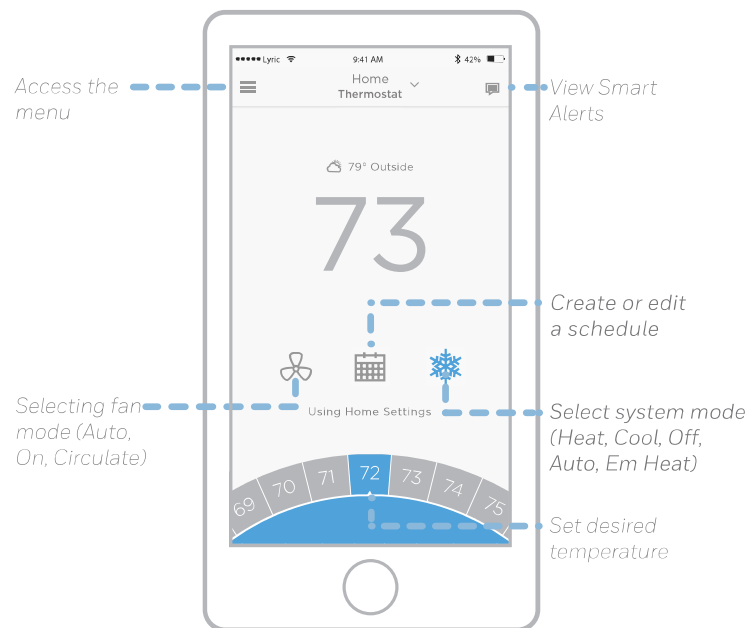 Lyric
9:41 AM
42%
Access the
menu
Home
Thermostat
View Smart
Alerts
79° Outside
73
Create or edit
a schedule
Selecting fan
mode (Auto,
On, Circulate)
Using Home Settings
Select system mode
(Heat, Cool, Off,
Auto, Em Heat)
69 70 71 72 73 74 75
Set desired
temperature